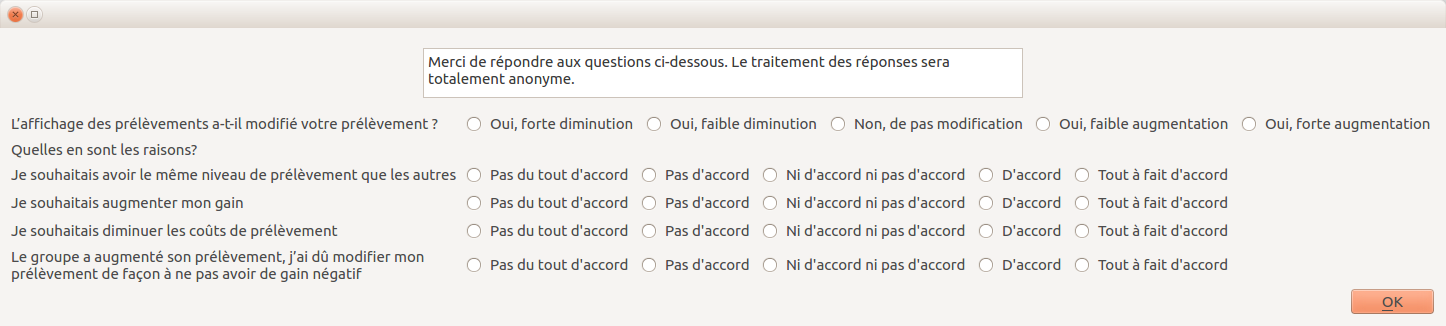 Merci de répondre aux questions ci-dessous. Le traitement des réponses sera
totalement anonyme.
L’affichage des prélèvements a-t-il modifié votre prélèvement ? Oui, forte diminution Oui, faible diminution Non, de pas modification Oui, faible augmentation Oui, forte augmentation
Quelles en sont les raisons?
Je souhaitais avoir le même niveau de prélèvement que les autres Pas du tout d'accord Pas d'accord Ni d'accord ni pas d'accord D'accord Tout à fait d'accord
Je souhaitais augmenter mon gain Pas du tout d'accord Pas d'accord Ni d'accord ni pas d'accord D'accord Tout à fait d'accord
Je souhaitais diminuer les coûts de prélèvement Pas du tout d'accord Pas d'accord Ni d'accord ni pas d'accord D'accord Tout à fait d'accord
Le groupe a augmenté son prélèvement, j’ai dû modifier mon
prélèvement de façon à ne pas avoir de gain négatif Pas du tout d'accord Pas d'accord Ni d'accord ni pas d'accord D'accord Tout à fait d'accord
OK